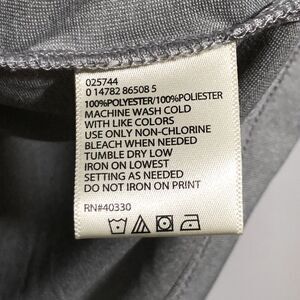 025744
0 14782 86508 5
100%POLYESTER/100%POLIESTER
MACHINE WASH COLD
WITH LIKE COLORS
USE ONLY NON-CHLORINE
BLEACH WHEN NEEDED
TUMBLE DRY LOW
IRON ON LOWEST
SETTING AS NEEDED
DO NOT IRON ON PRINT
RN#40330